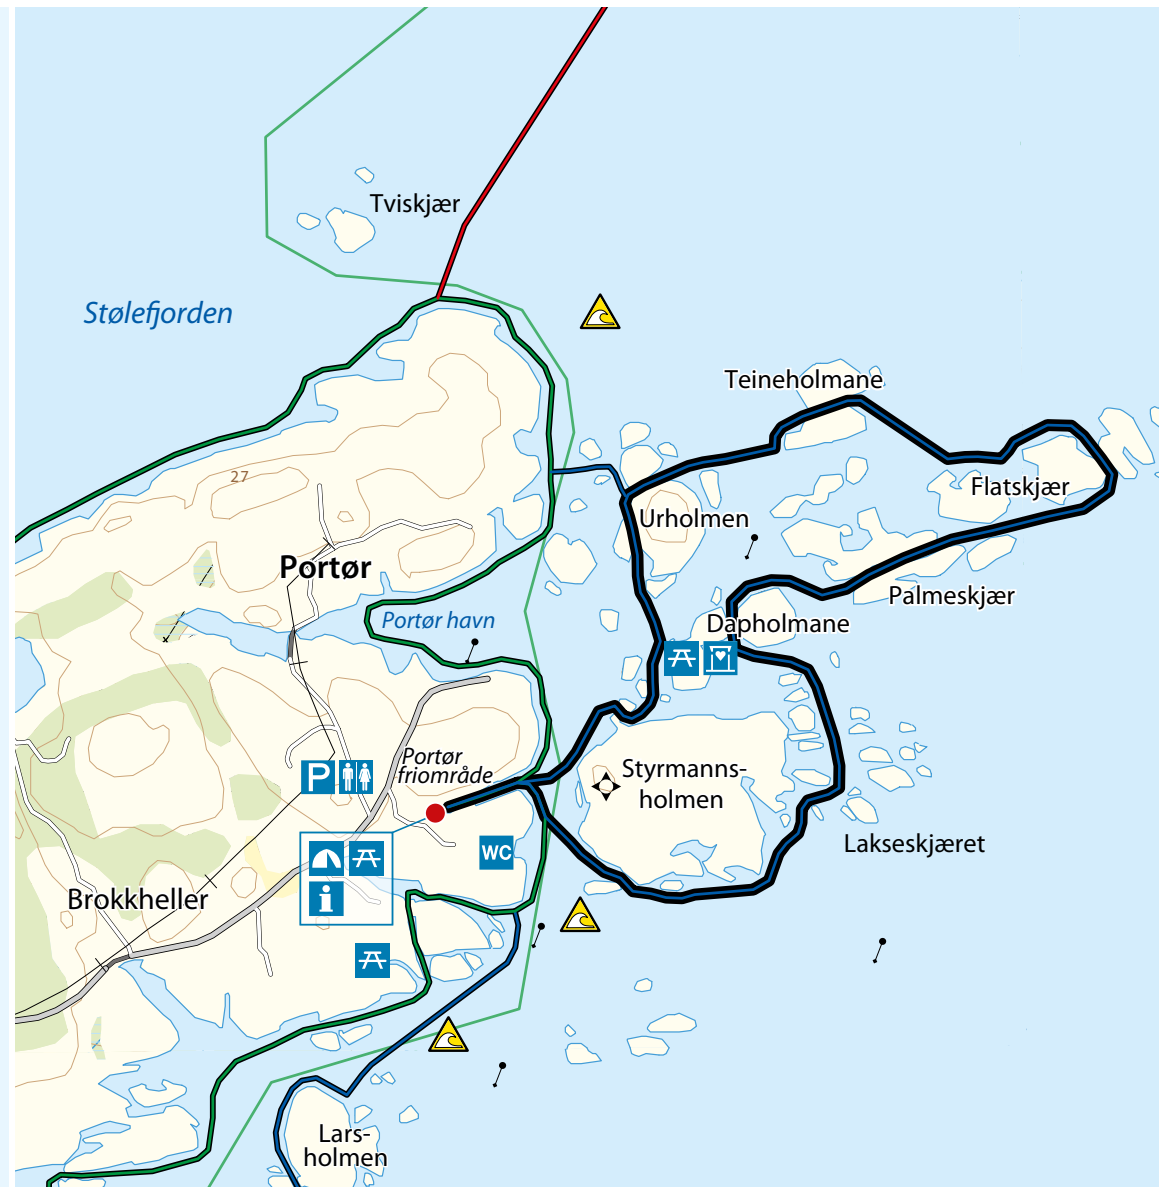 Tviskjær
Stølefjorden
Teineholmane
27
Flatskjær
Urholmen
Portør
Palmeskjær
Portør havn
Dapholmane
Portør
friområde
P
Styrmanns-
holmen
Lakseskjæret
WC
i
Brokkheller
Lars-
holmen